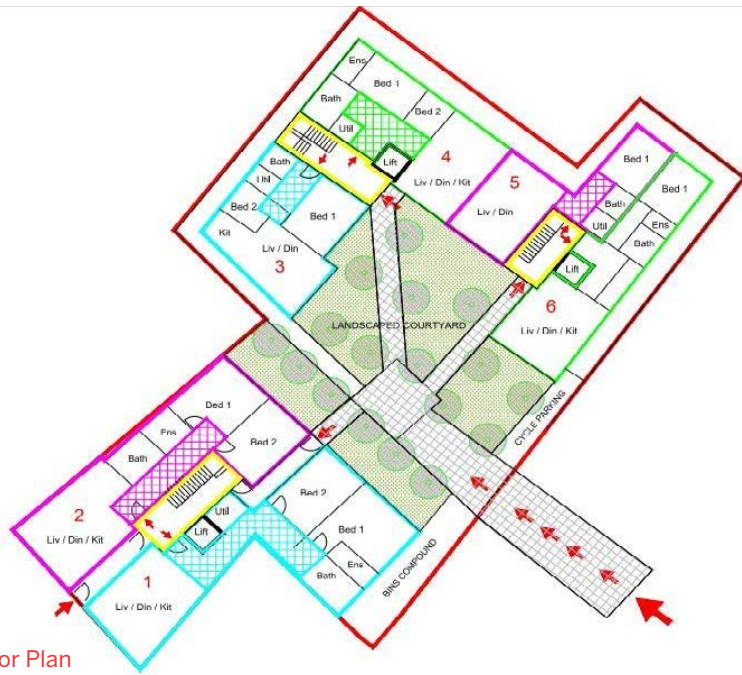 Ens
Bed 1
Bath
Bed 2
Util
Lift
4
Liv / Din / Kit
Bath
Util
Bed 2
Bed 1
Kit
Liv / Din
3
5
Liv / Din
Bed 1
Bed 1
Bath
Util
Ens
Bath
Lift
6
Liv / Din / Kit
LANDSCAPED COURTYARD
CYCLE PARKING
Bed 1
Ens
Bed 2
Bath
2
Liv / Din / Kit
Util
Lift
Bed 2
Bed 1
Ens
Bath
1
Liv / Din / Kit
BINS COMPOUND
or Plan